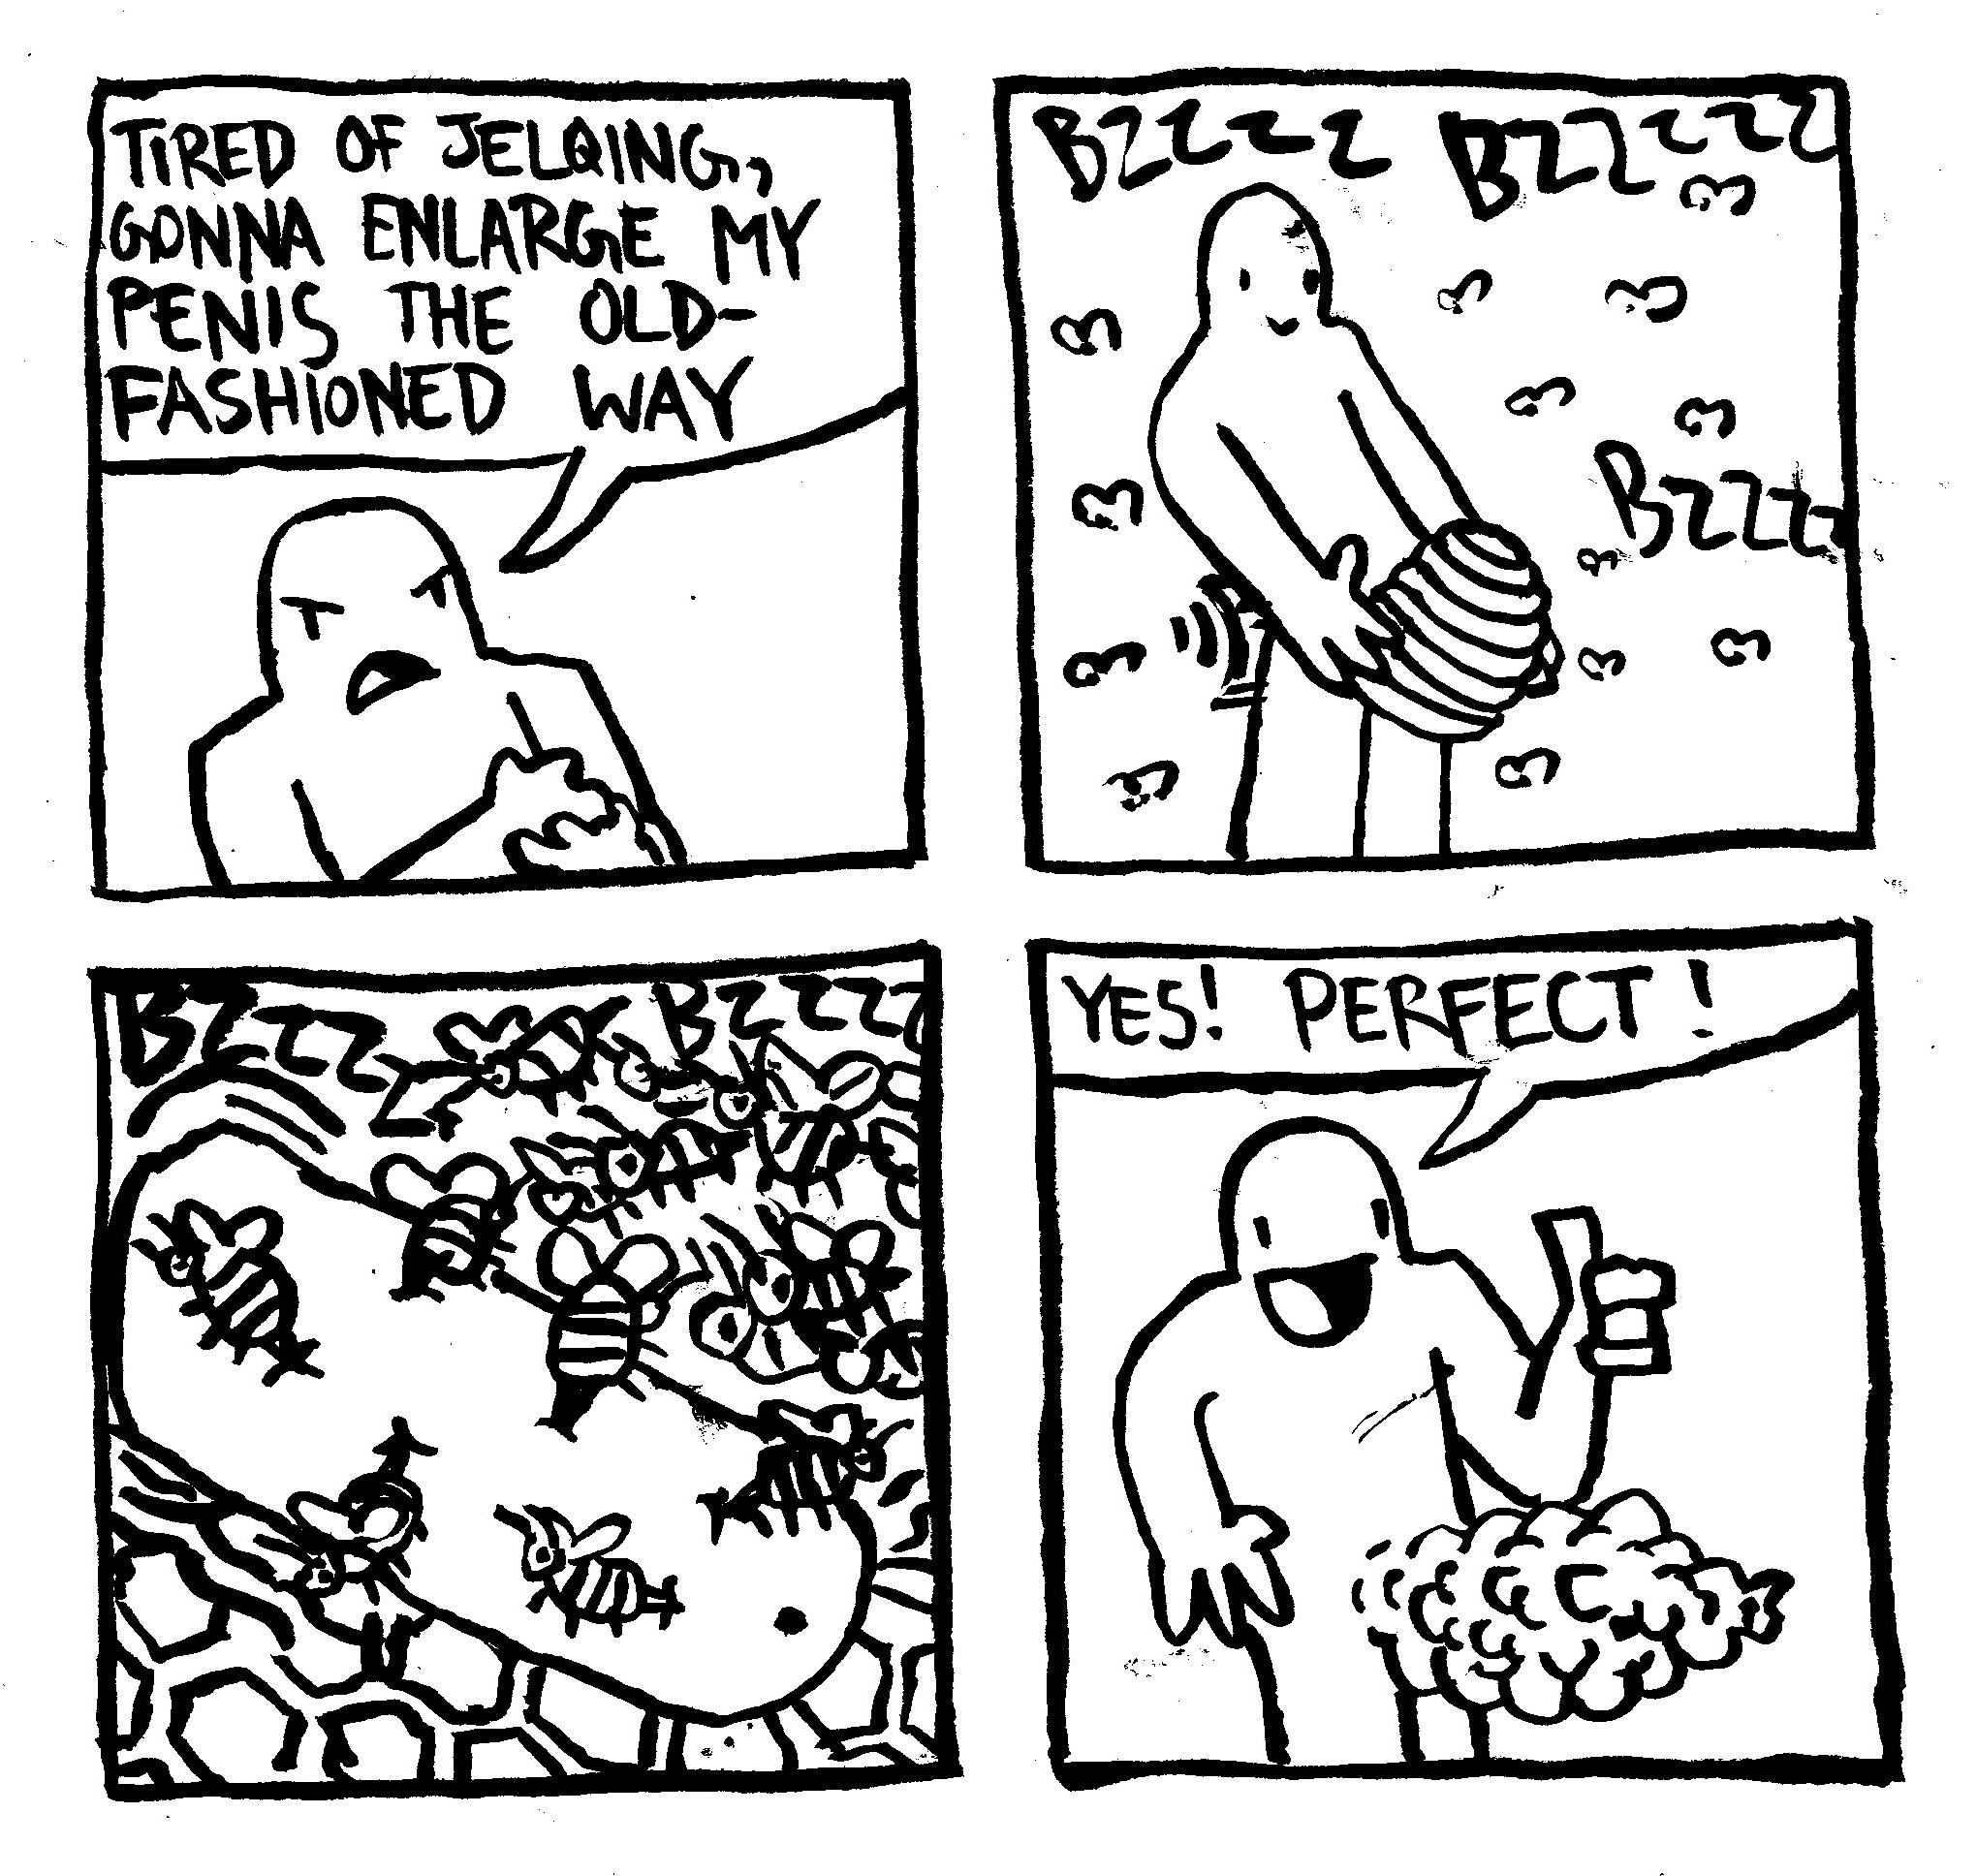 TIRED OF JELQING,
GONNA ENLARGE MY
PENIS THE OLD-
FASHIONED WAY
BZZZZ BZZZZZZ
BZZZZ
BZZZZ BZZZZZ
YES! PERFECT!